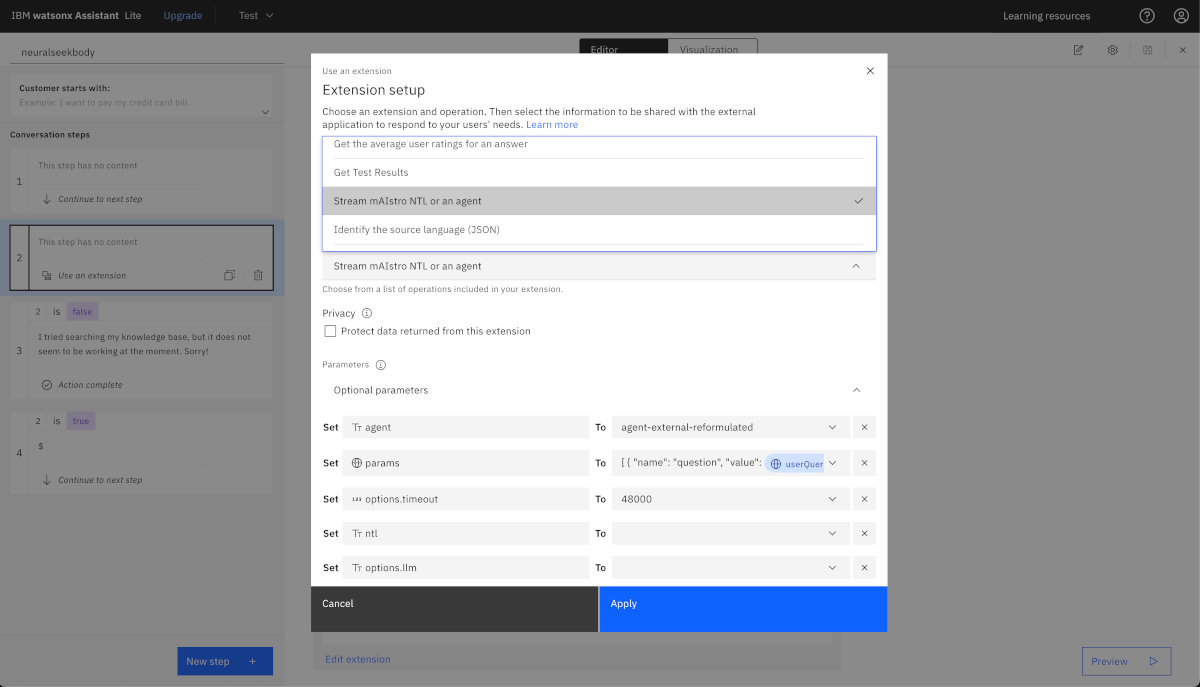 IBM watsonx Assistant Lite
Upgrade
Test
Learning resources
neuralseekbody
Editor
Visualization
Customer starts with:
Example: I want to pay my credit card bill.
Conversation steps
1
This step has no content
Continue to next step
2
This step has no content
Use an extension
3
2 is false
I tried searching my knowledge base, but it does not
seem to be working at the moment. Sorry!
Action complete
4
2 is true
$
Continue to next step
New step +
Use an extension
Extension setup
Choose an extension and operation. Then select the information to be shared with the external
application to respond to your users' needs. Learn more
Get the average user ratings for an answer
Get Test Results
Stream mAIstro NTL or an agent
Identify the source language (JSON)
Stream mAIstro NTL or an agent
Choose from a list of operations included in your extension.
Privacy
Protect data returned from this extension
Parameters
Optional parameters
Set Tт agent To agent-external-reformulated
Set params To [ { "name": "question", "value": userQuer
Set 123 options.timeout To 48000
Set Tт ntl To
Set Tт options.llm To
Cancel
Apply
Edit extension
Preview